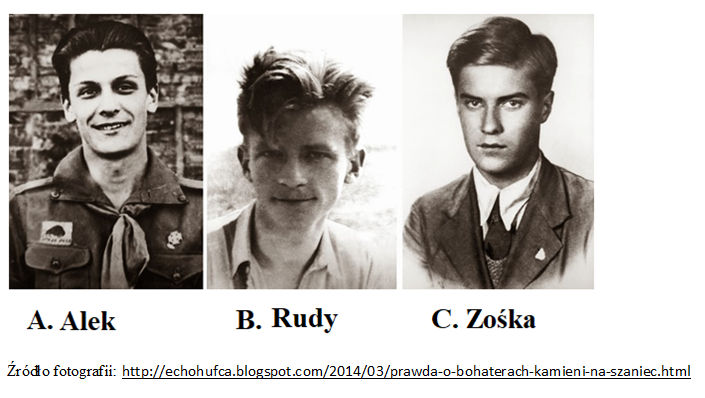 A. Alek B. Rudy C. Zośka
Źródło fotografii: http://echohufca.blogspot.com/2014/03/prawda-o-bohaterach-kamieni-na-szaniec.html